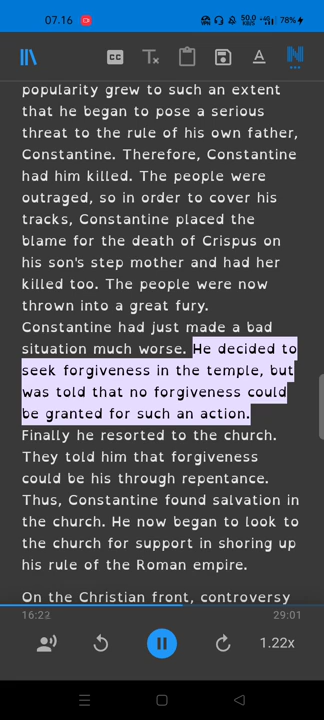 07.16
50.0
KB/S
4G
78%
CC
T×
A
N
popularity grew to such an extent
that he began to pose a serious
threat to the rule of his own father,
Constantine. Therefore, Constantine
had him killed. The people were
outraged, so in order to cover his
tracks, Constantine placed the
blame for the death of Crispus on
his son's step mother and had her
killed too. The people were now
thrown into a great fury.
Constantine had just made a bad
situation much worse. He decided to
seek forgiveness in the temple, but
was told that no forgiveness could
be granted for such an action.
Finally he resorted to the church.
They told him that forgiveness
could be his through repentance.
Thus, Constantine found salvation in
the church. He now began to look to
the church for support in shoring up
his rule of the Roman empire.
On the Christian front, controversy
16:22
29:01
1.22x